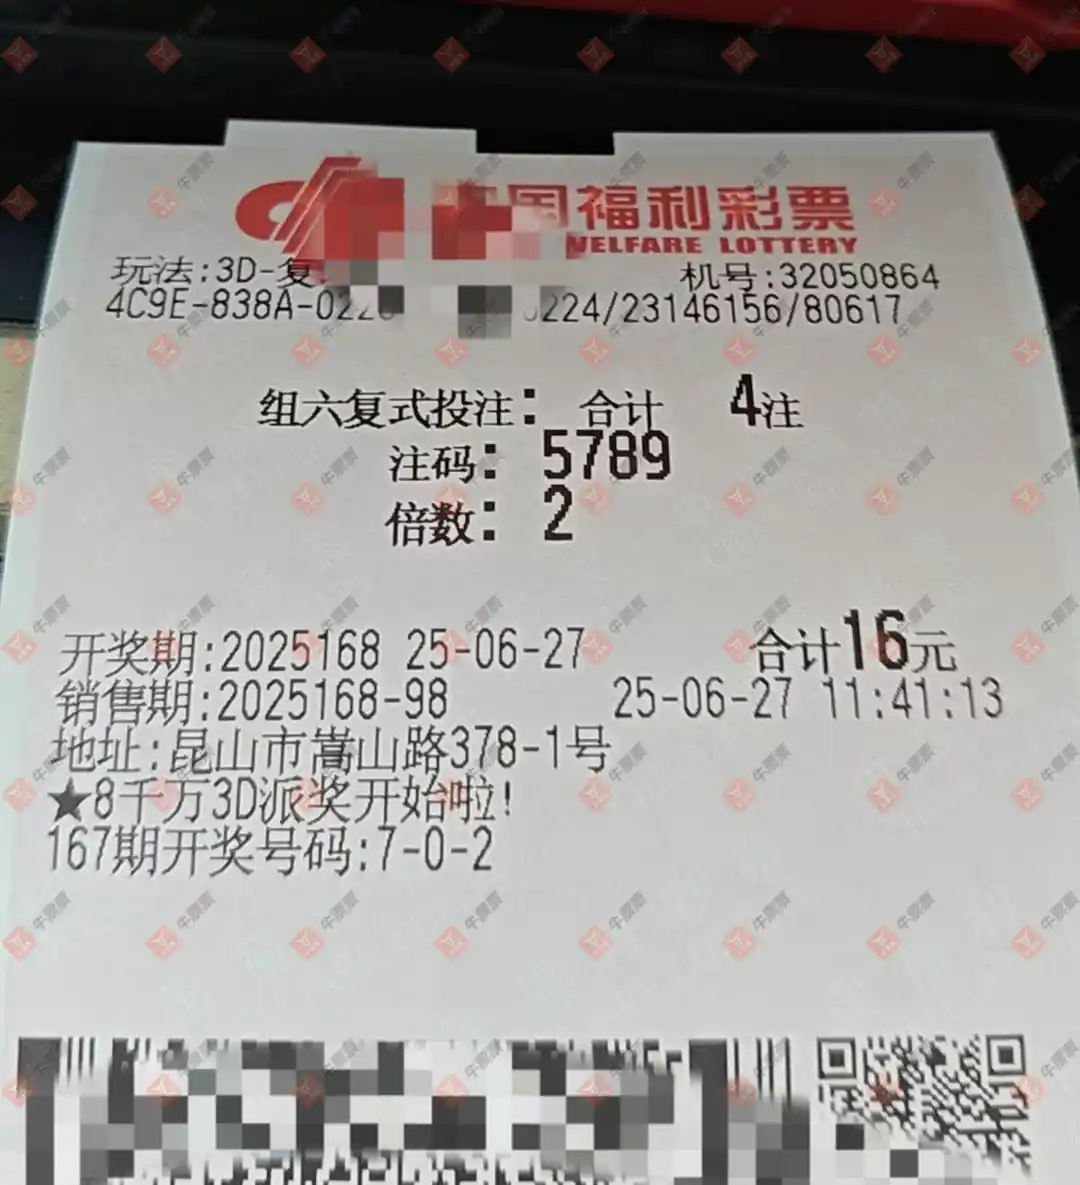 国福利彩票
WELFARE LOTTERY
玩法:3D-复
机号:32050864
4C9E-838A-022
224/23146156/80617
组六复式投注: 合计 4注
注码: 5789
倍数: 2
开奖期:2025168 25-06-27 合计16元
销售期:2025168-98 25-06-27 11:41:13
地址:昆山市嵩山路378-1号
★8千万3D派奖开始啦!
167期开奖号码:7-0-2
牛票票